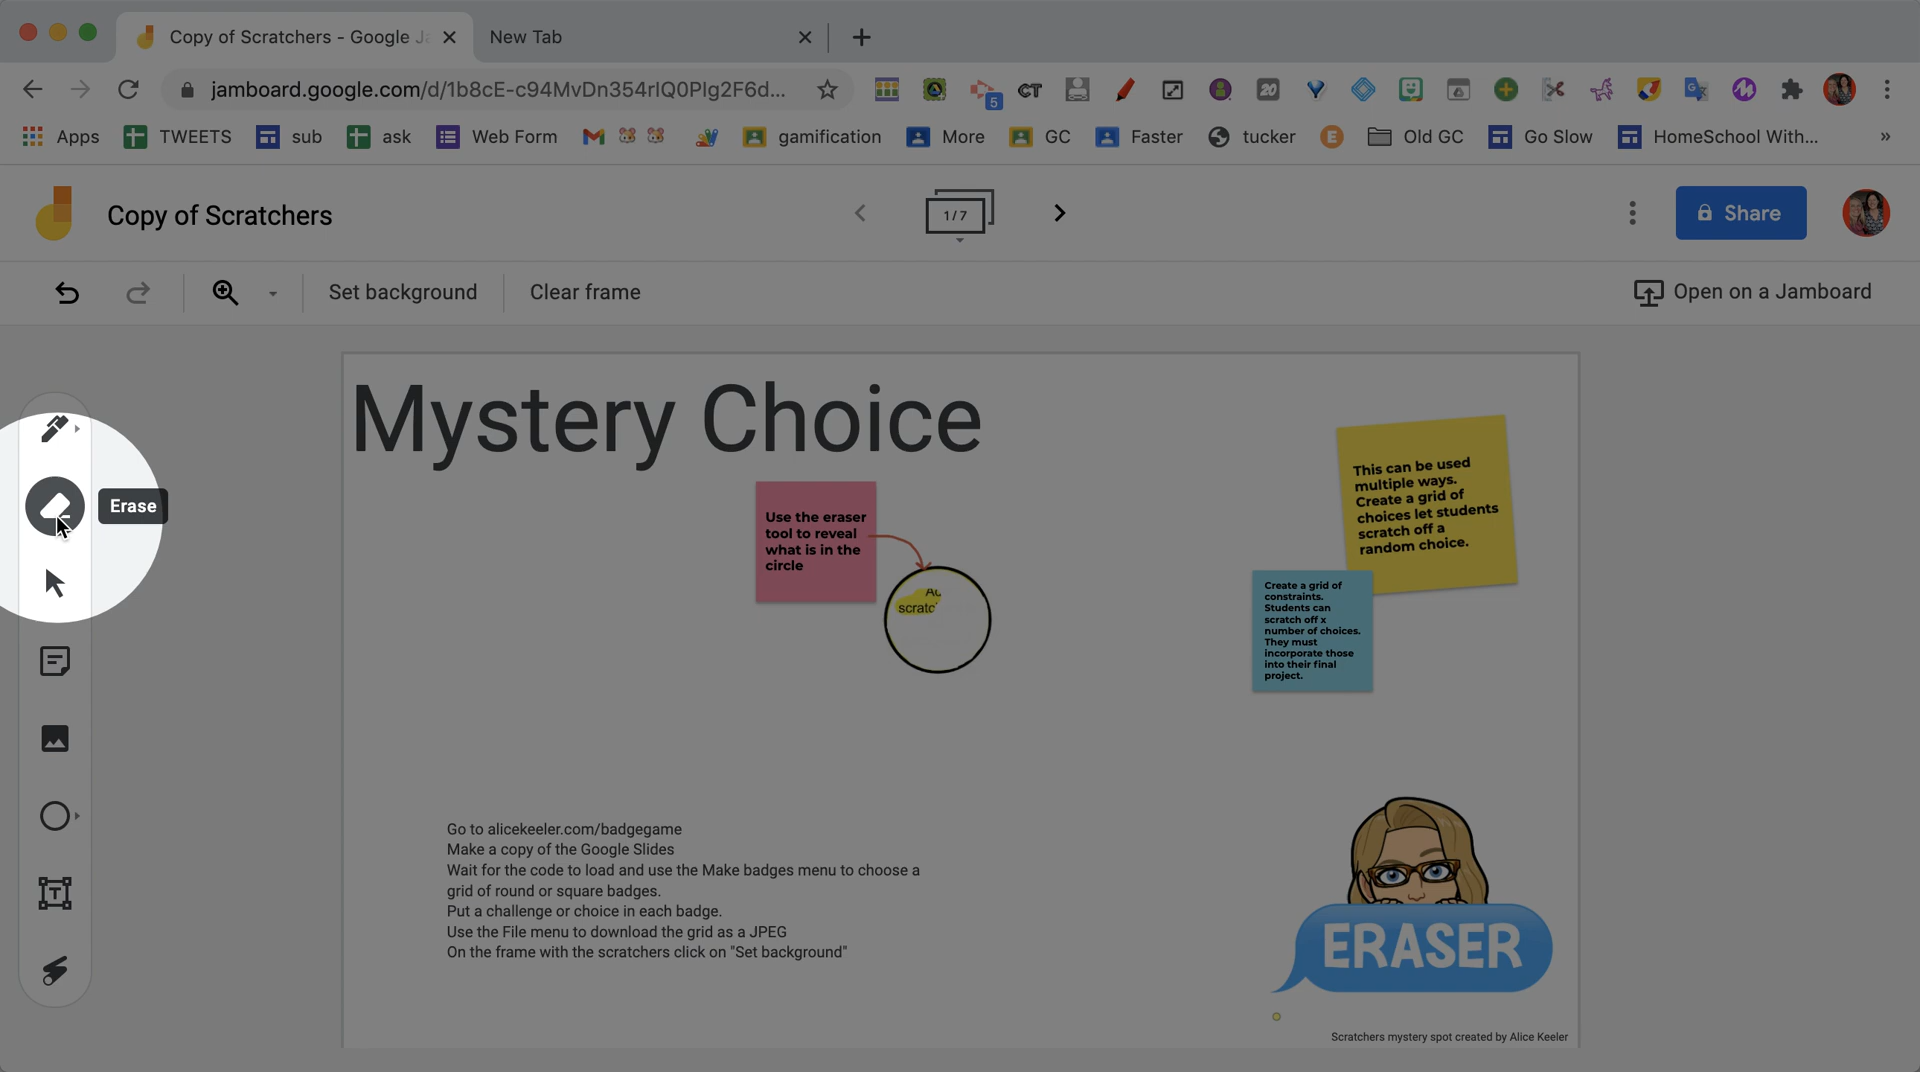 Copy of Scratchers - Google Ja
New Tab
jamboard.google.com/d/1b8cE-c94MvDn354rlQ0Plg2F6d...
5
CT
20
Apps
TWEETS
sub
ask
Web Form
gamification
More
GC
Faster
tucker
E
Old GC
Go Slow
HomeSchool With...
»
Copy of Scratchers
1/7
Share
Set background
Clear frame
Open on a Jamboard
Erase
Mystery Choice
Use the eraser
tool to reveal
what is in the
circle
scratc
This can be used
multiple ways.
Create a grid of
choices let students
scratch off a
random choice.
Create a grid of
constraints.
Students can
scratch off x
number of choices.
They must
incorporate those
into their final
project.
Go to alicekeeler.com/badgegame
Make a copy of the Google Slides
Wait for the code to load and use the Make badges menu to choose a
grid of round or square badges.
Put a challenge or choice in each badge.
Use the File menu to download the grid as a JPEG
On the frame with the scratchers click on "Set background"
ERASER
Scratchers mystery spot created by Alice Keeler